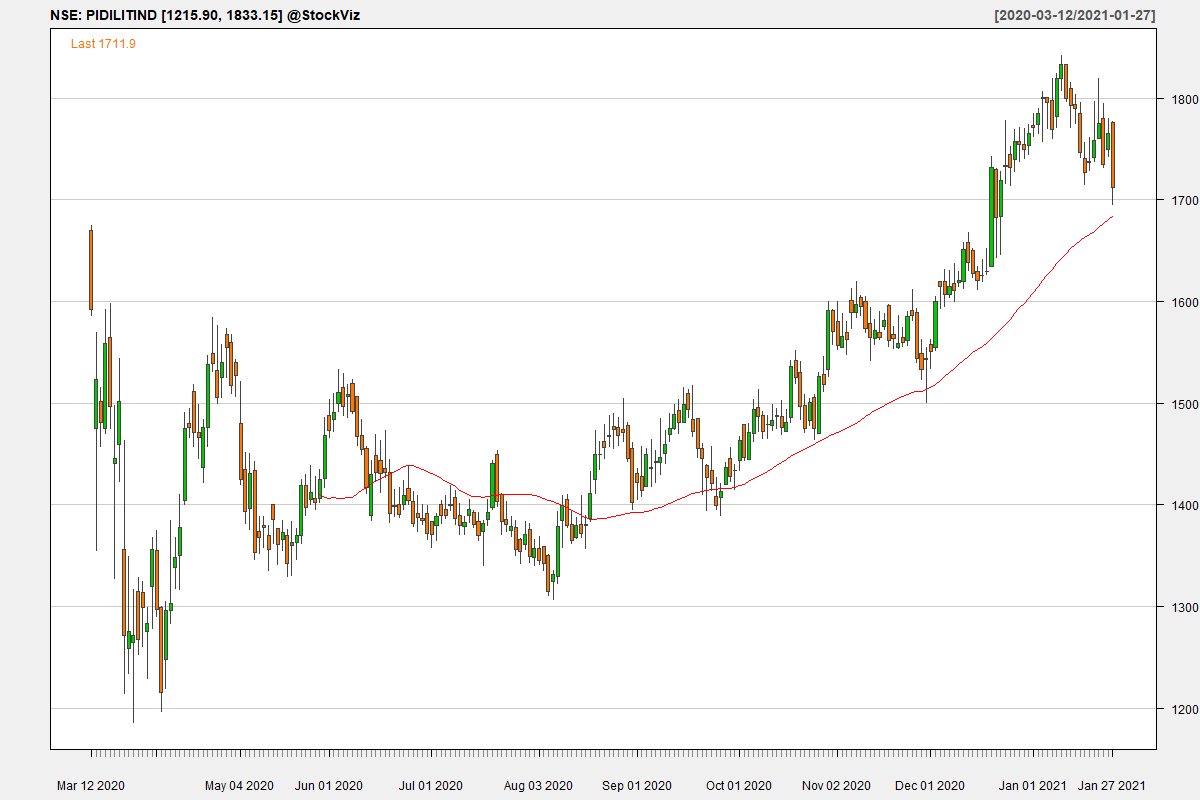 NSE: PIDILITIND [1215.90, 1833.15] @StockViz [2020-03-12/2021-01-27]
Last 1711.9
1800
1700
1600
1500
1400
1300
1200
Mar 12 2020 May 04 2020 Jun 01 2020 Jul 01 2020 Aug 03 2020 Sep 01 2020 Oct 01 2020 Nov 02 2020 Dec 01 2020 Jan 01 2021 Jan 27 2021